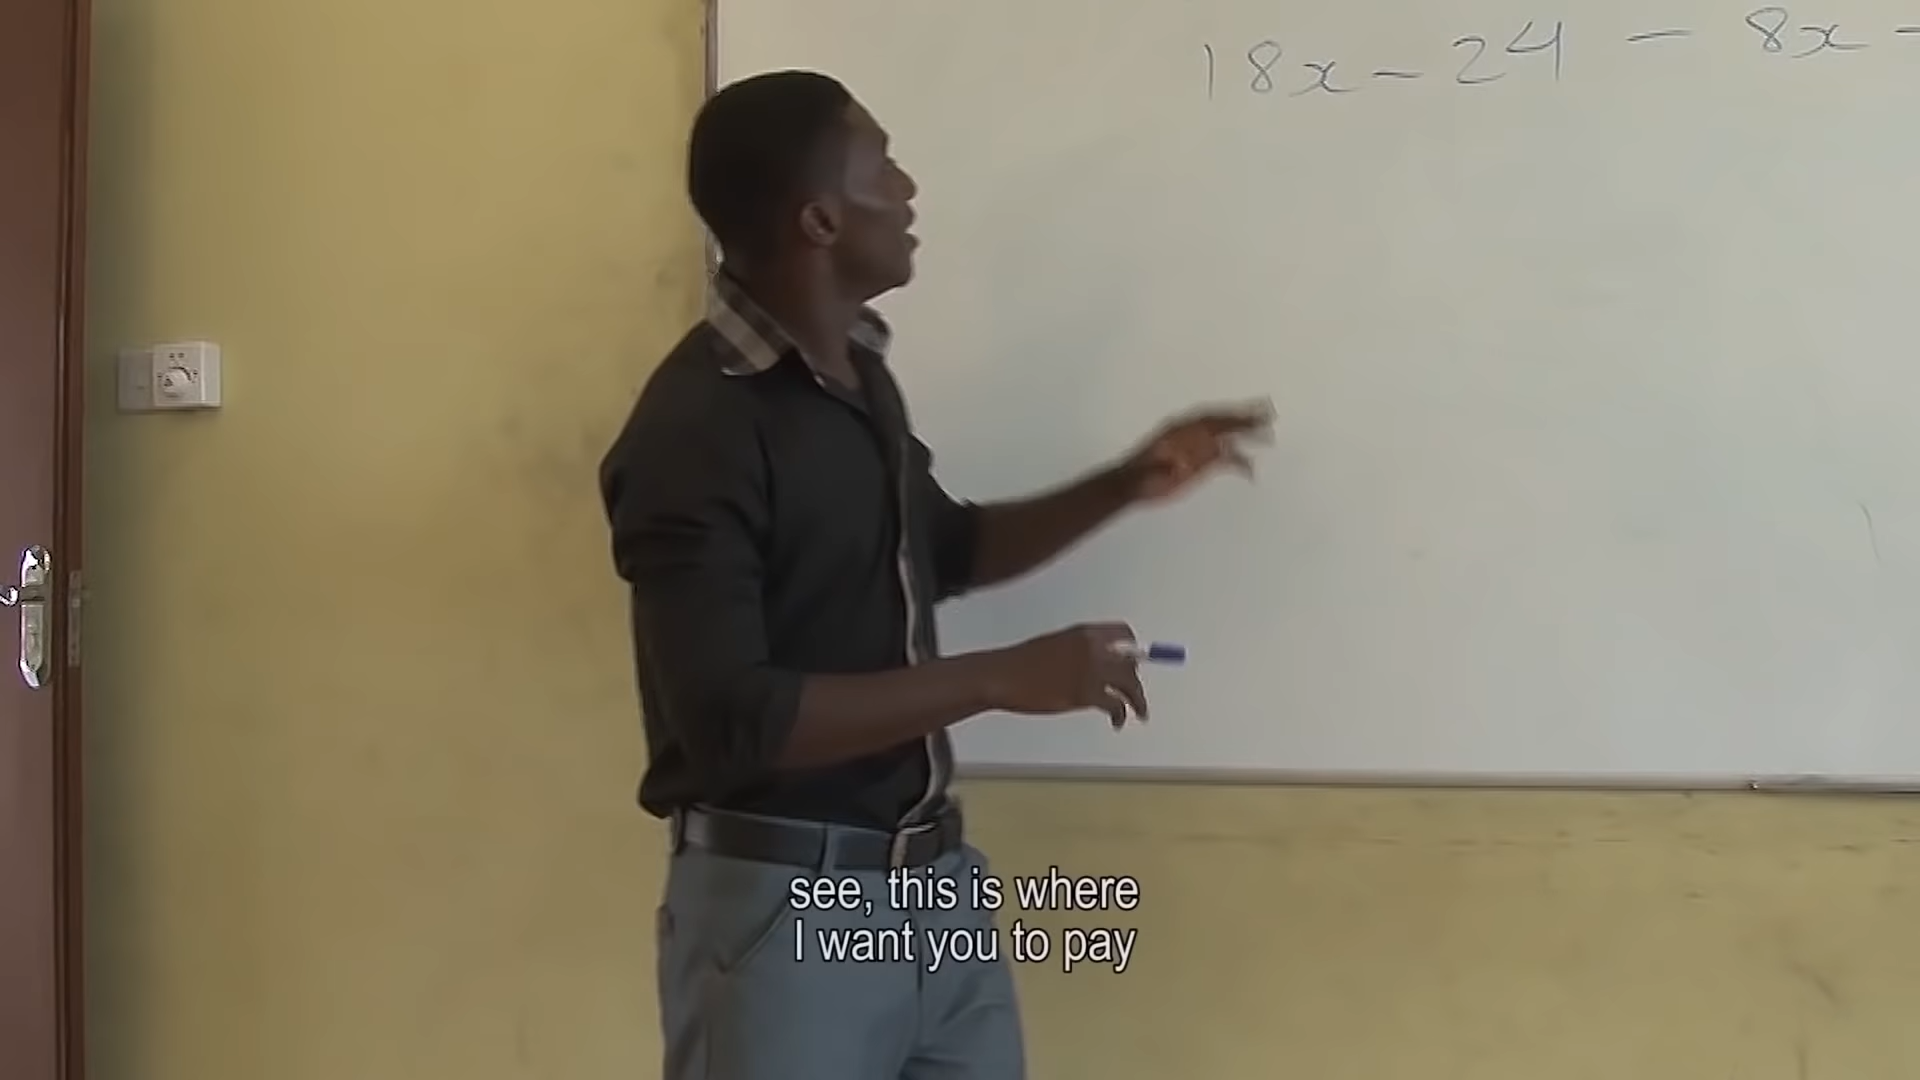 18x - 24 - 8x -
see, this is where
I want you to pay